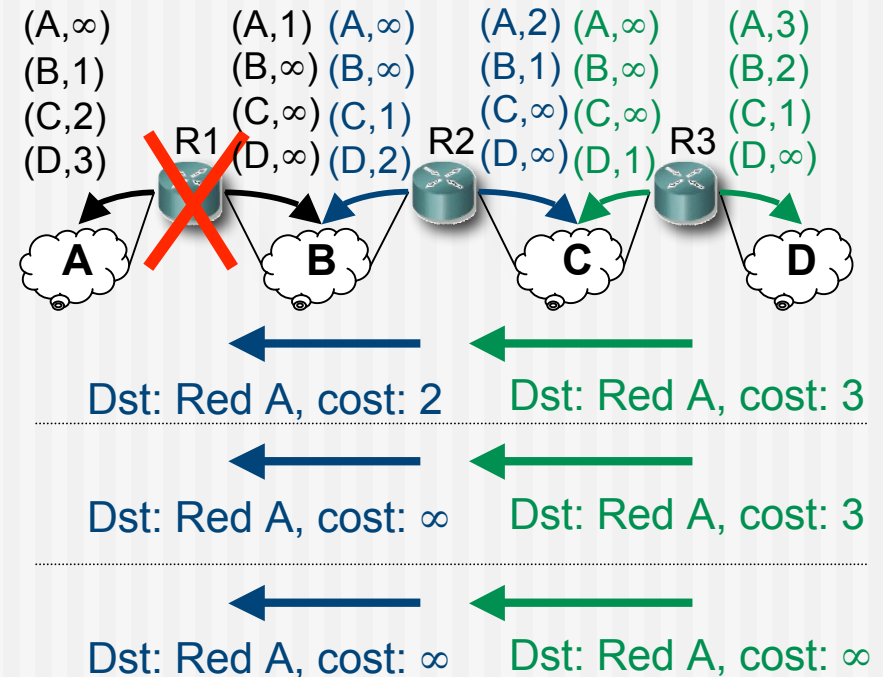 (A,∞) (A,1) (A,∞) (A,2) (A,∞) (A,3)
(B,1) (B,∞) (B,∞) (B,1) (B,∞) (B,2)
(C,2) (C,∞) (C,1) (C,∞) (C,∞) (C,1)
(D,3) (D,∞) (D,2) (D,∞) (D,1) (D,∞)
R1 R2 R3
A B C D
Dst: Red A, cost: 2 Dst: Red A, cost: 3
Dst: Red A, cost: ∞ Dst: Red A, cost: 3
Dst: Red A, cost: ∞ Dst: Red A, cost: ∞